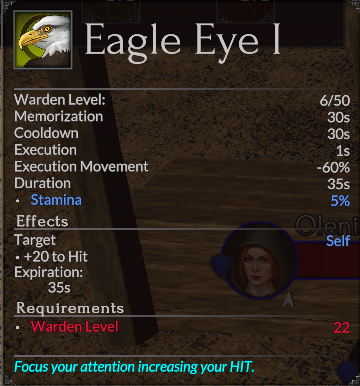 Eagle Eye I
Warden Level: 6/50
Memorization 30s
Cooldown 30s
Execution 1s
Execution Movement -60%
Duration 35s
• Stamina 5%
Effects
Target Self
• +20 to Hit
Expiration:
35s
Oleni
Requirements
• Warden Level 22
Focus your attention increasing your HIT.